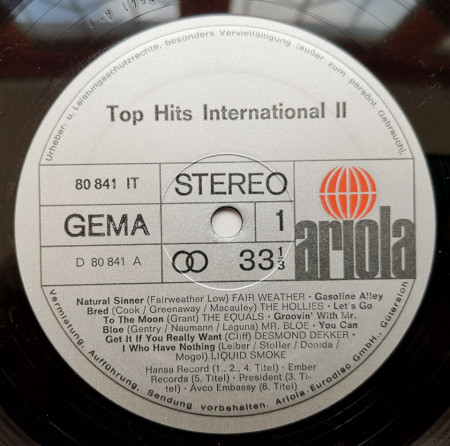 Urheber- u. Leistungsschutzrechte, besonders Vervielfältigung (außer zum persönl. Gebrauch),
Top Hits International II
80 841 IT
STEREO
GEMA
1
D 80 841 A
33 1/3
ariola
Natural Sinner (Fairweather Low) FAIR WEATHER · Gasoline Alley
Bred (Cook / Greenaway / Macauley) THE HOLLIES · Let's Go
To The Moon (Grant) THE EQUALS · Groovin' With Mr.
Bloe (Gentry / Naumann / Laguna) MR. BLOE · You Can
Get It If You Really Want (Cliff) DESMOND DEKKER ·
I Who Have Nothing (Leiber / Stoller / Donida /
Mogol) LIQUID SMOKE
Hansa Record (1., 2., 4. Titel) · Ember
Records (5. Titel) · President (3. Ti-
tel) · Avco Embassy (6. Titel)
Vermietung, Aufführung, Sendung vorbehalten. Ariola-Eurodisc GmbH., Gütersloh